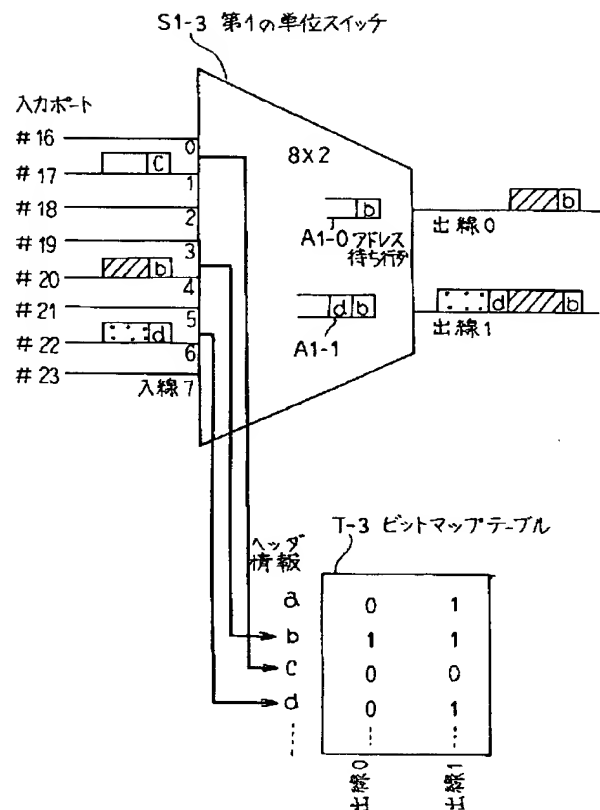 S1-3 第1の単位スイッチ
入力ポート
#16
#17
#18
#19
#20
#21
#22
#23
c
b
d
0
1
2
3
4
5
6
入線7
8X2
b
A1-0 アドレス
待ち行列
d b
A1-1
b
出線0
d b
出線1
T-3 ビットマップテーブル
ヘッダ
情報
a 0 1
b 1 1
c 0 0
d 0 1
出線0
出線1